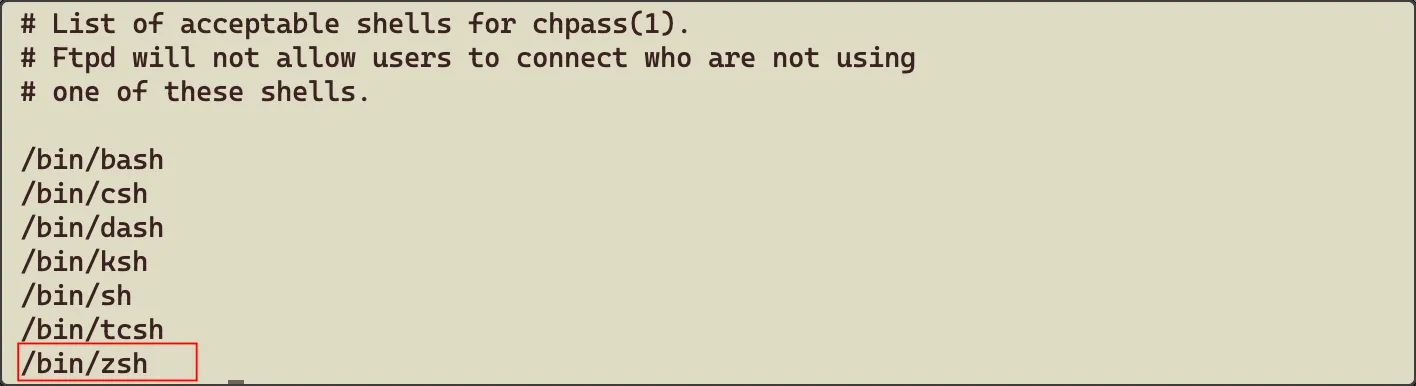 # List of acceptable shells for chpass(1).
# Ftpd will not allow users to connect who are not using
# one of these shells.

/bin/bash
/bin/csh
/bin/dash
/bin/ksh
/bin/sh
/bin/tcsh
/bin/zsh